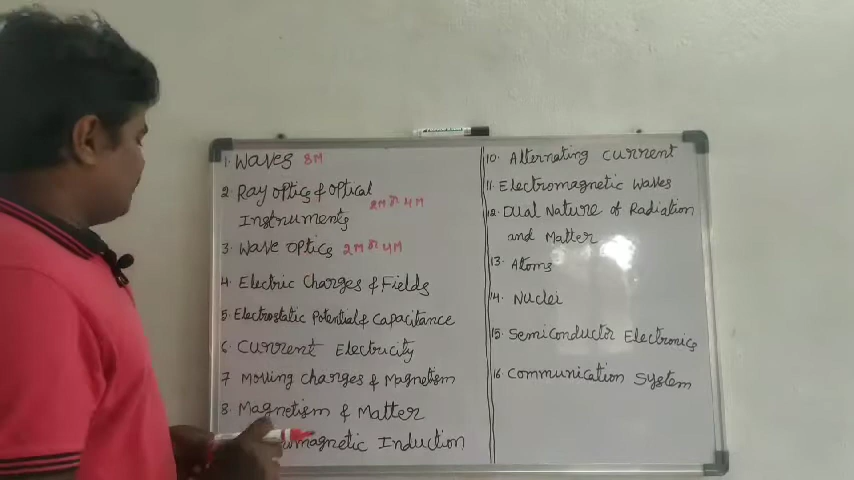 1. Waves 8M
2. Ray optics & optical
Instruments 2M or 4M
3. Wave optics 2M or 4M
4. Electric Charges & Fields
5. Electrostatic Potential & Capacitance
6. Current Electricity
7 Moving Charges & Magnetism
8. Magnetism & Matter
Induction
10. Alternating current
11. Electromagnetic Waves
12. Dual Nature of Radiation
and Matter
13. Atoms
14. Nuclei
15. Semiconductor Electronics
16. Communication System